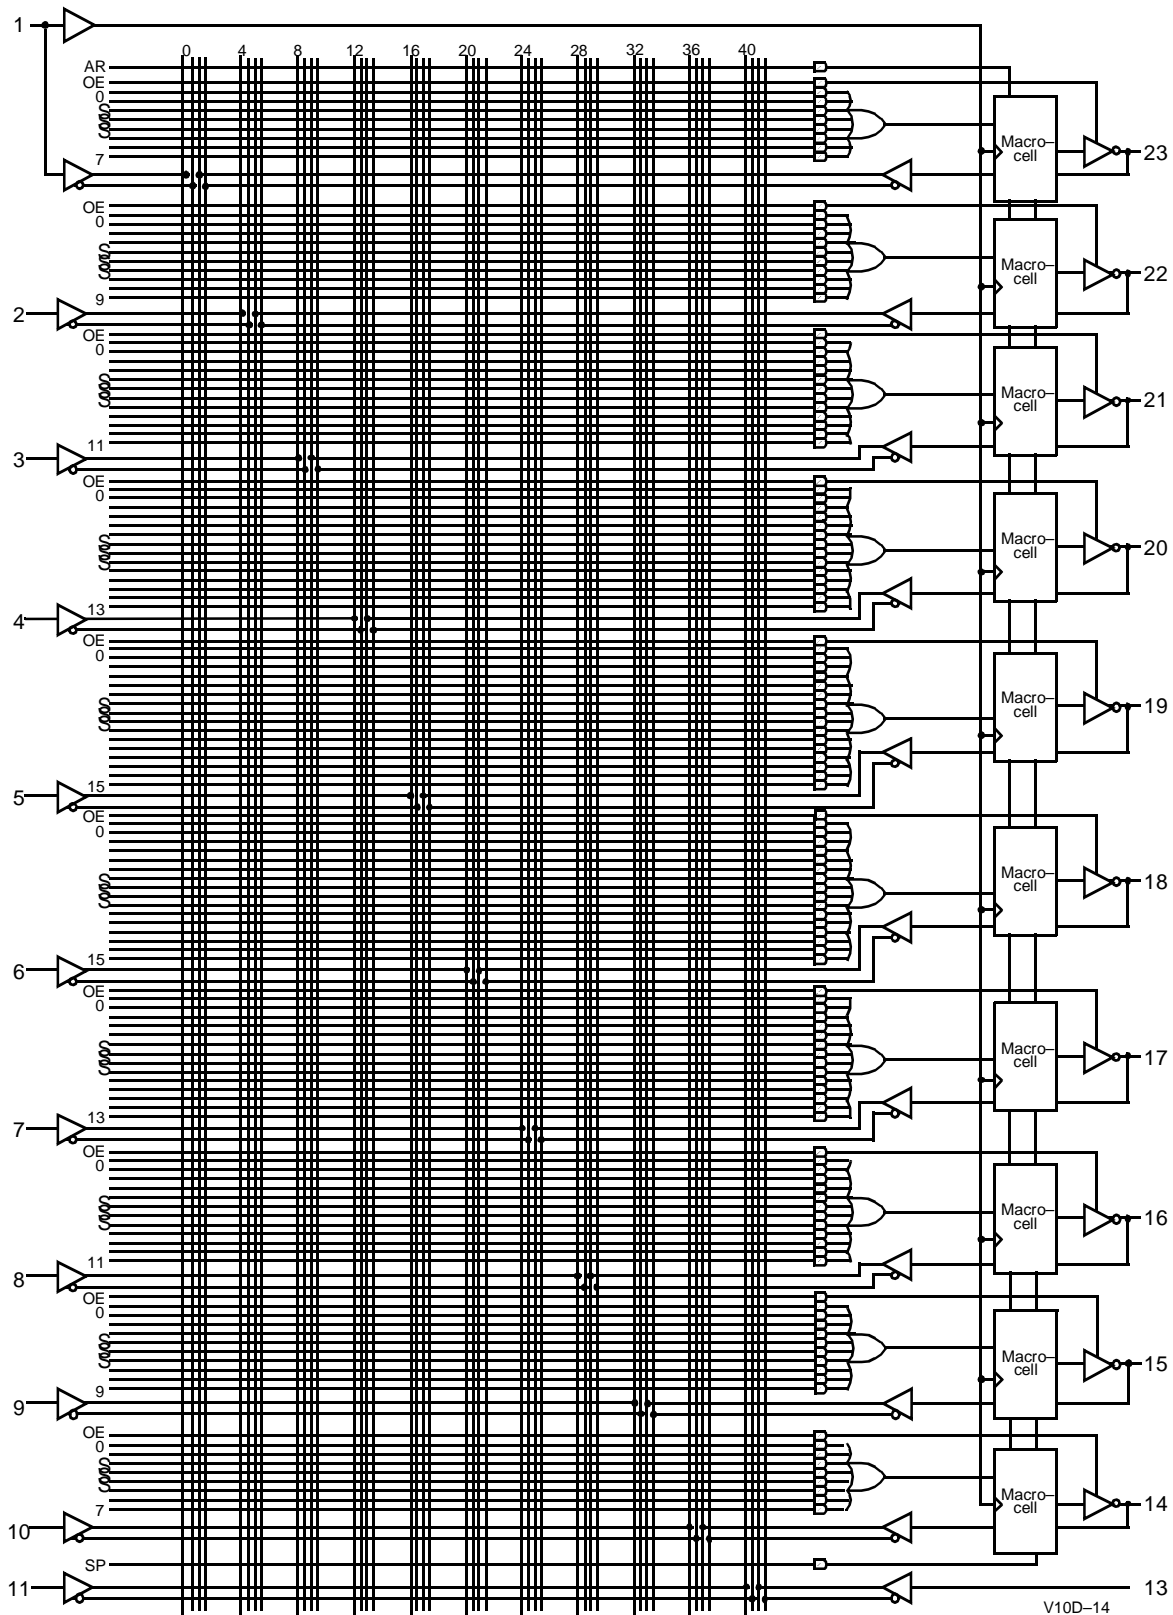 1
0 4 8 12 16 20 24 28 32 36 40
AR
OE
0
S
S
S
Macro–
cell
23
7
OE
0
S
S
S
Macro–
cell
22
9
2
OE
0
S
S
S
Macro–
cell
21
11
3
OE
0
S
S
S
Macro–
cell
20
13
4
OE
0
S
S
S
Macro–
cell
19
15
5
OE
0
S
S
S
Macro–
cell
18
15
6
OE
0
S
S
S
Macro–
cell
17
13
7
OE
0
S
S
S
Macro–
cell
16
11
8
OE
0
S
S
S
Macro–
cell
15
9
9
OE
0
S
S
S
Macro–
cell
14
7
10
SP
11
13
V10D–14